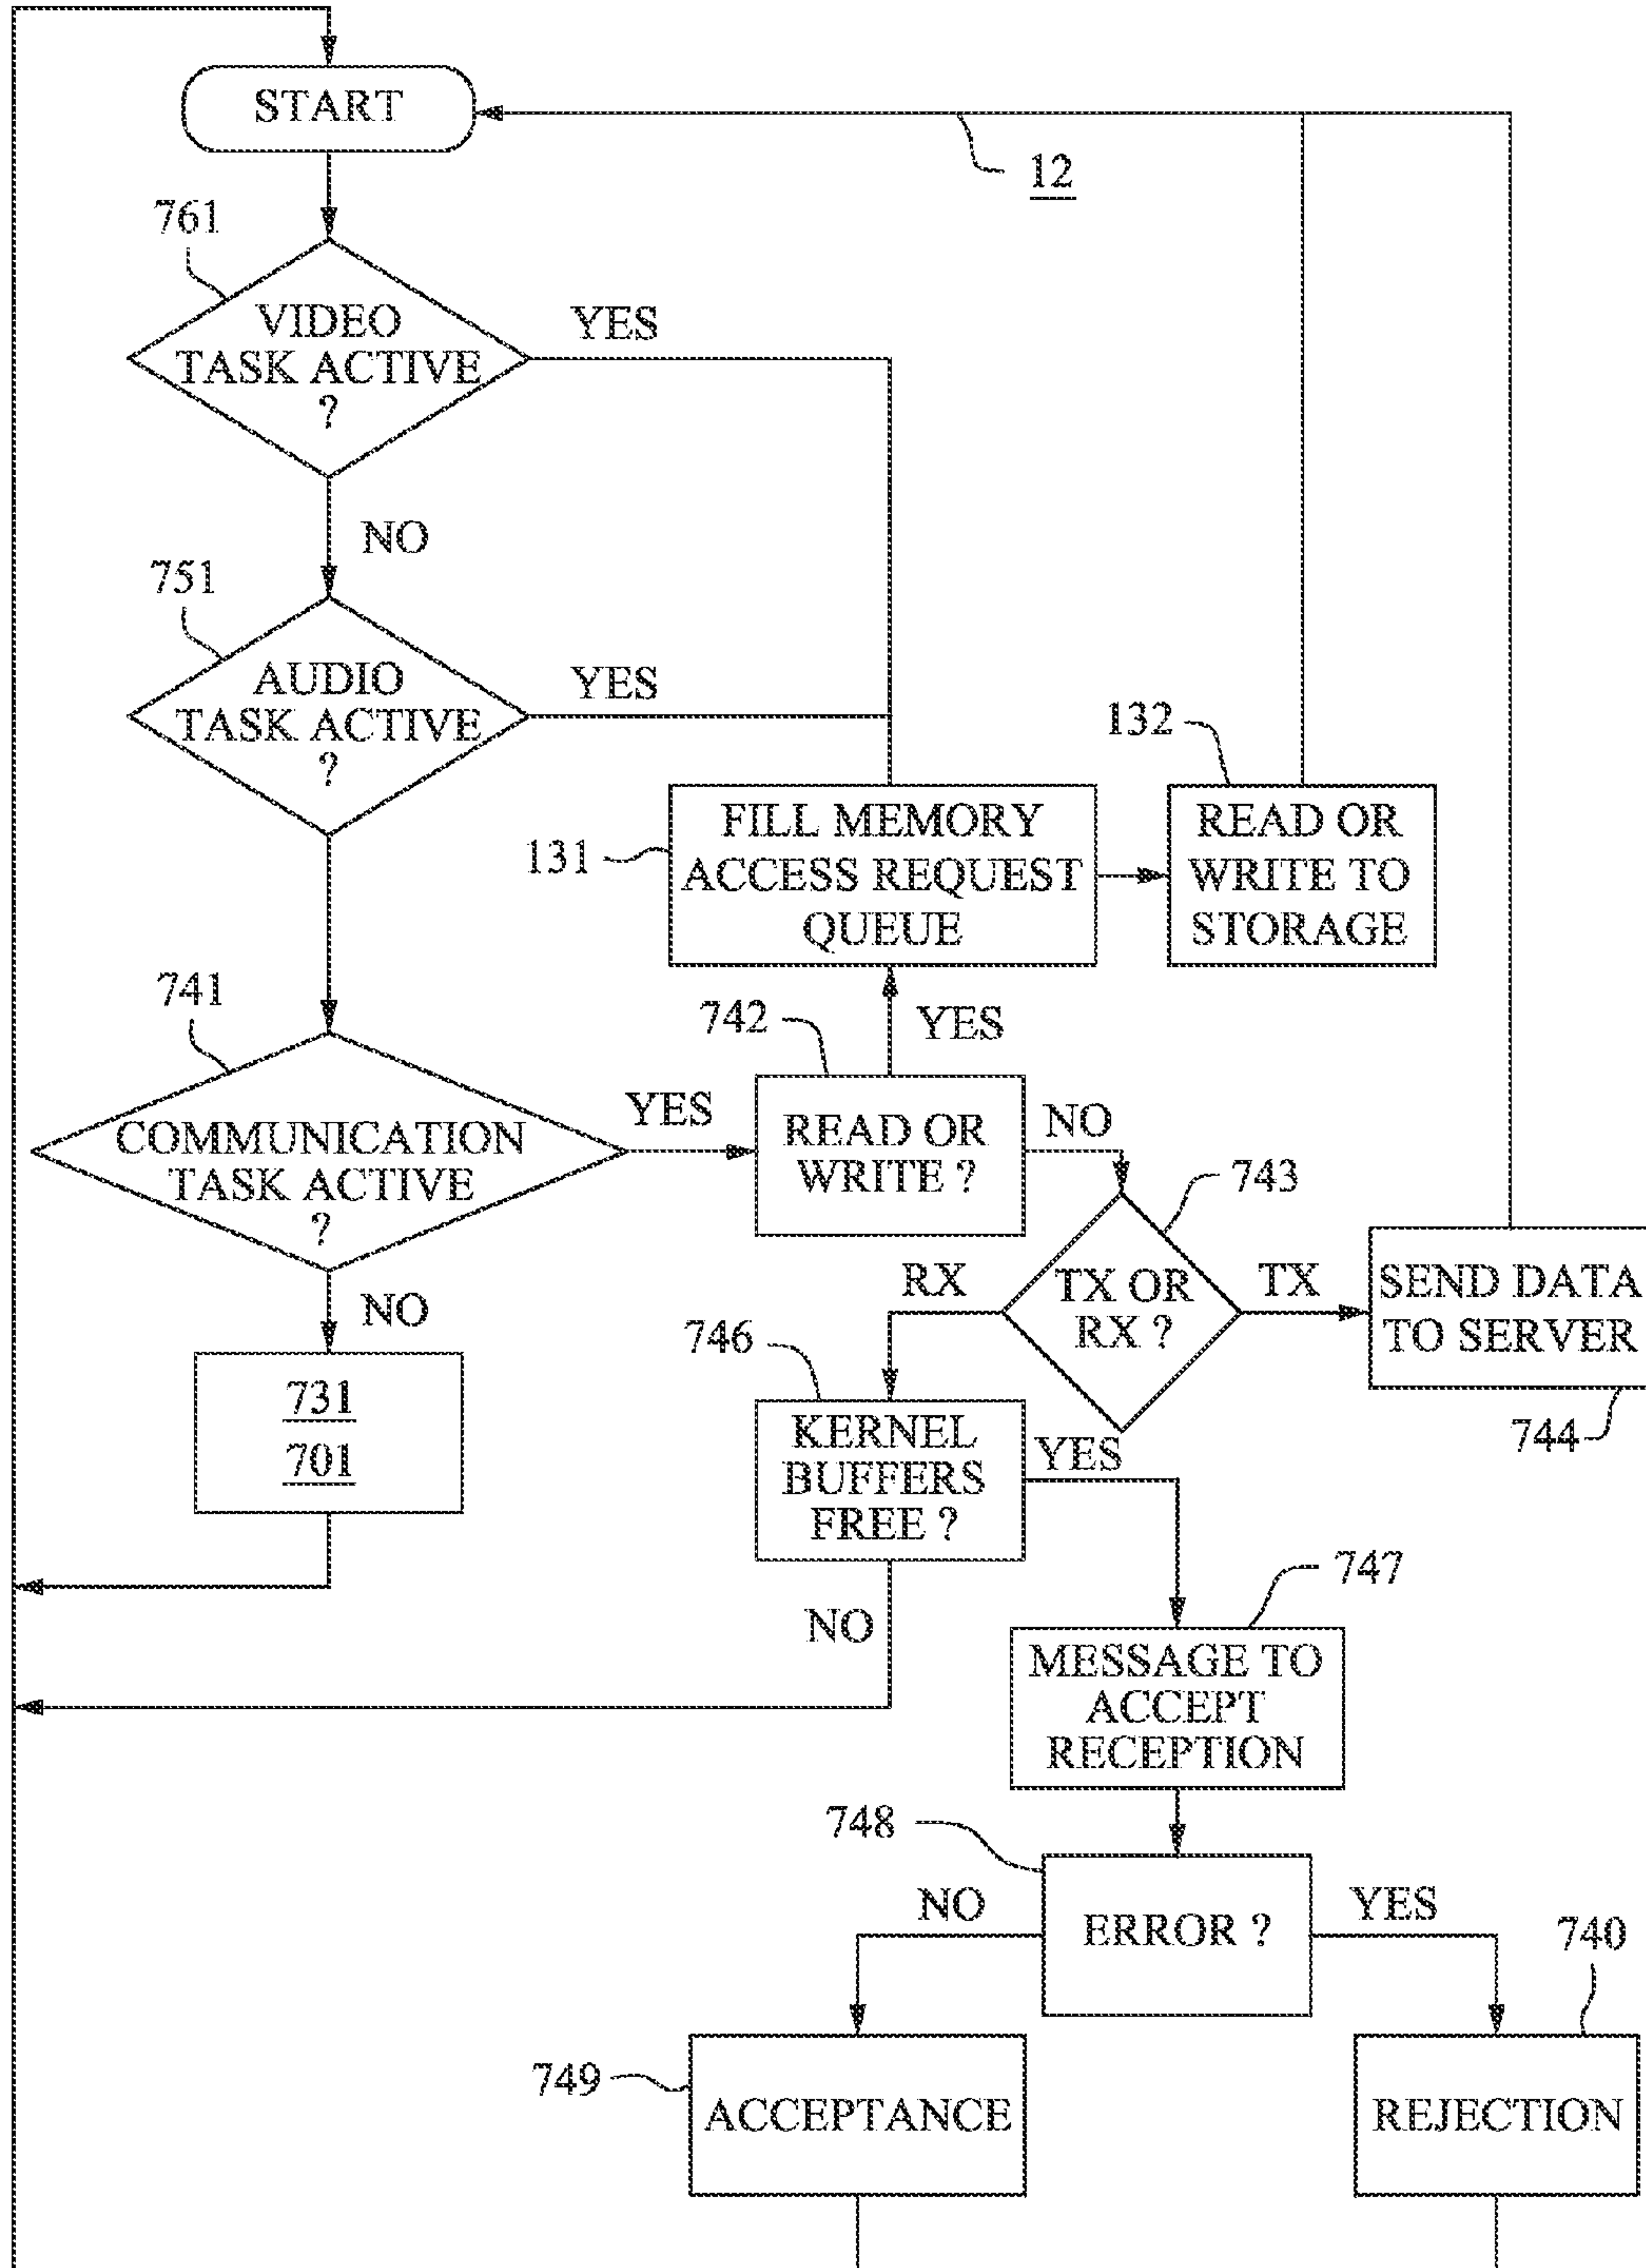 START
12
761
VIDEO
TASK ACTIVE
?
YES
NO
751
AUDIO
TASK ACTIVE
?
YES
132
131
FILL MEMORY
ACCESS REQUEST
QUEUE
READ OR
WRITE TO
STORAGE
741
742
YES
COMMUNICATION
TASK ACTIVE
?
YES
READ OR
WRITE ?
NO
743
NO
RX
TX OR
RX ?
TX
SEND DATA
TO SERVER
744
746
731
701
KERNEL
BUFFERS
FREE ?
YES
NO
747
MESSAGE TO
ACCEPT
RECEPTION
748
NO
ERROR ?
YES
740
749
ACCEPTANCE
REJECTION